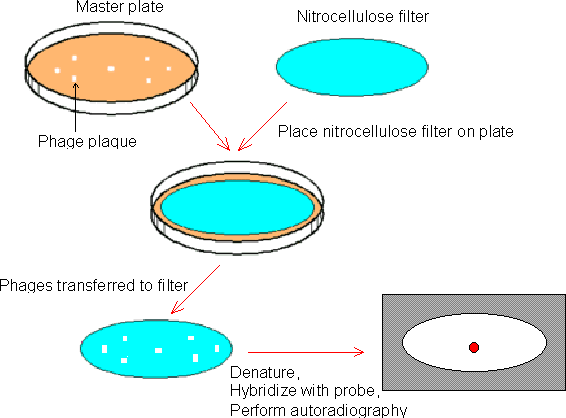 Master plate
Nitrocellulose filter
Phage plaque
Place nitrocellulose filter on plate
Phages transferred to filter
Denature,
Hybridize with probe,
Perform autoradiography